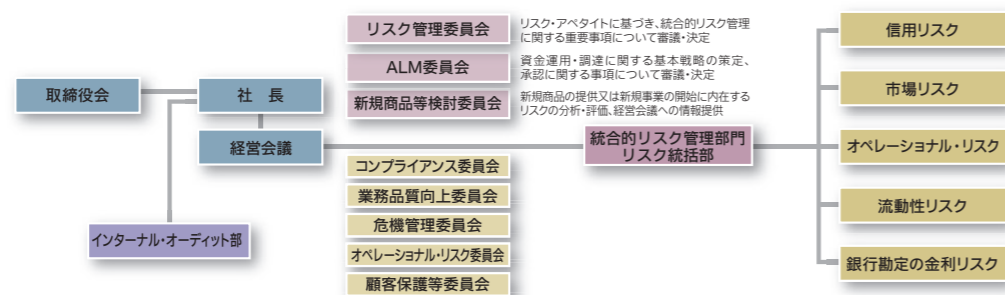 取締役会
社　長
経営会議
インターナル・オーディット部
リスク管理委員会
リスク・アペタイトに基づき、統合的リスク管理
に関する重要事項について審議・決定
ALM委員会
資金運用・調達に関する基本戦略の策定、
承認に関する事項について審議・決定
新規商品等検討委員会
新規商品の提供又は新規事業の開始に内在する
リスクの分析・評価、経営会議への情報提供
コンプライアンス委員会
業務品質向上委員会
危機管理委員会
オペレーショナル・リスク委員会
顧客保護等委員会
統合的リスク管理部門
リスク統括部
信用リスク
市場リスク
オペレーショナル・リスク
流動性リスク
銀行勘定の金利リスク